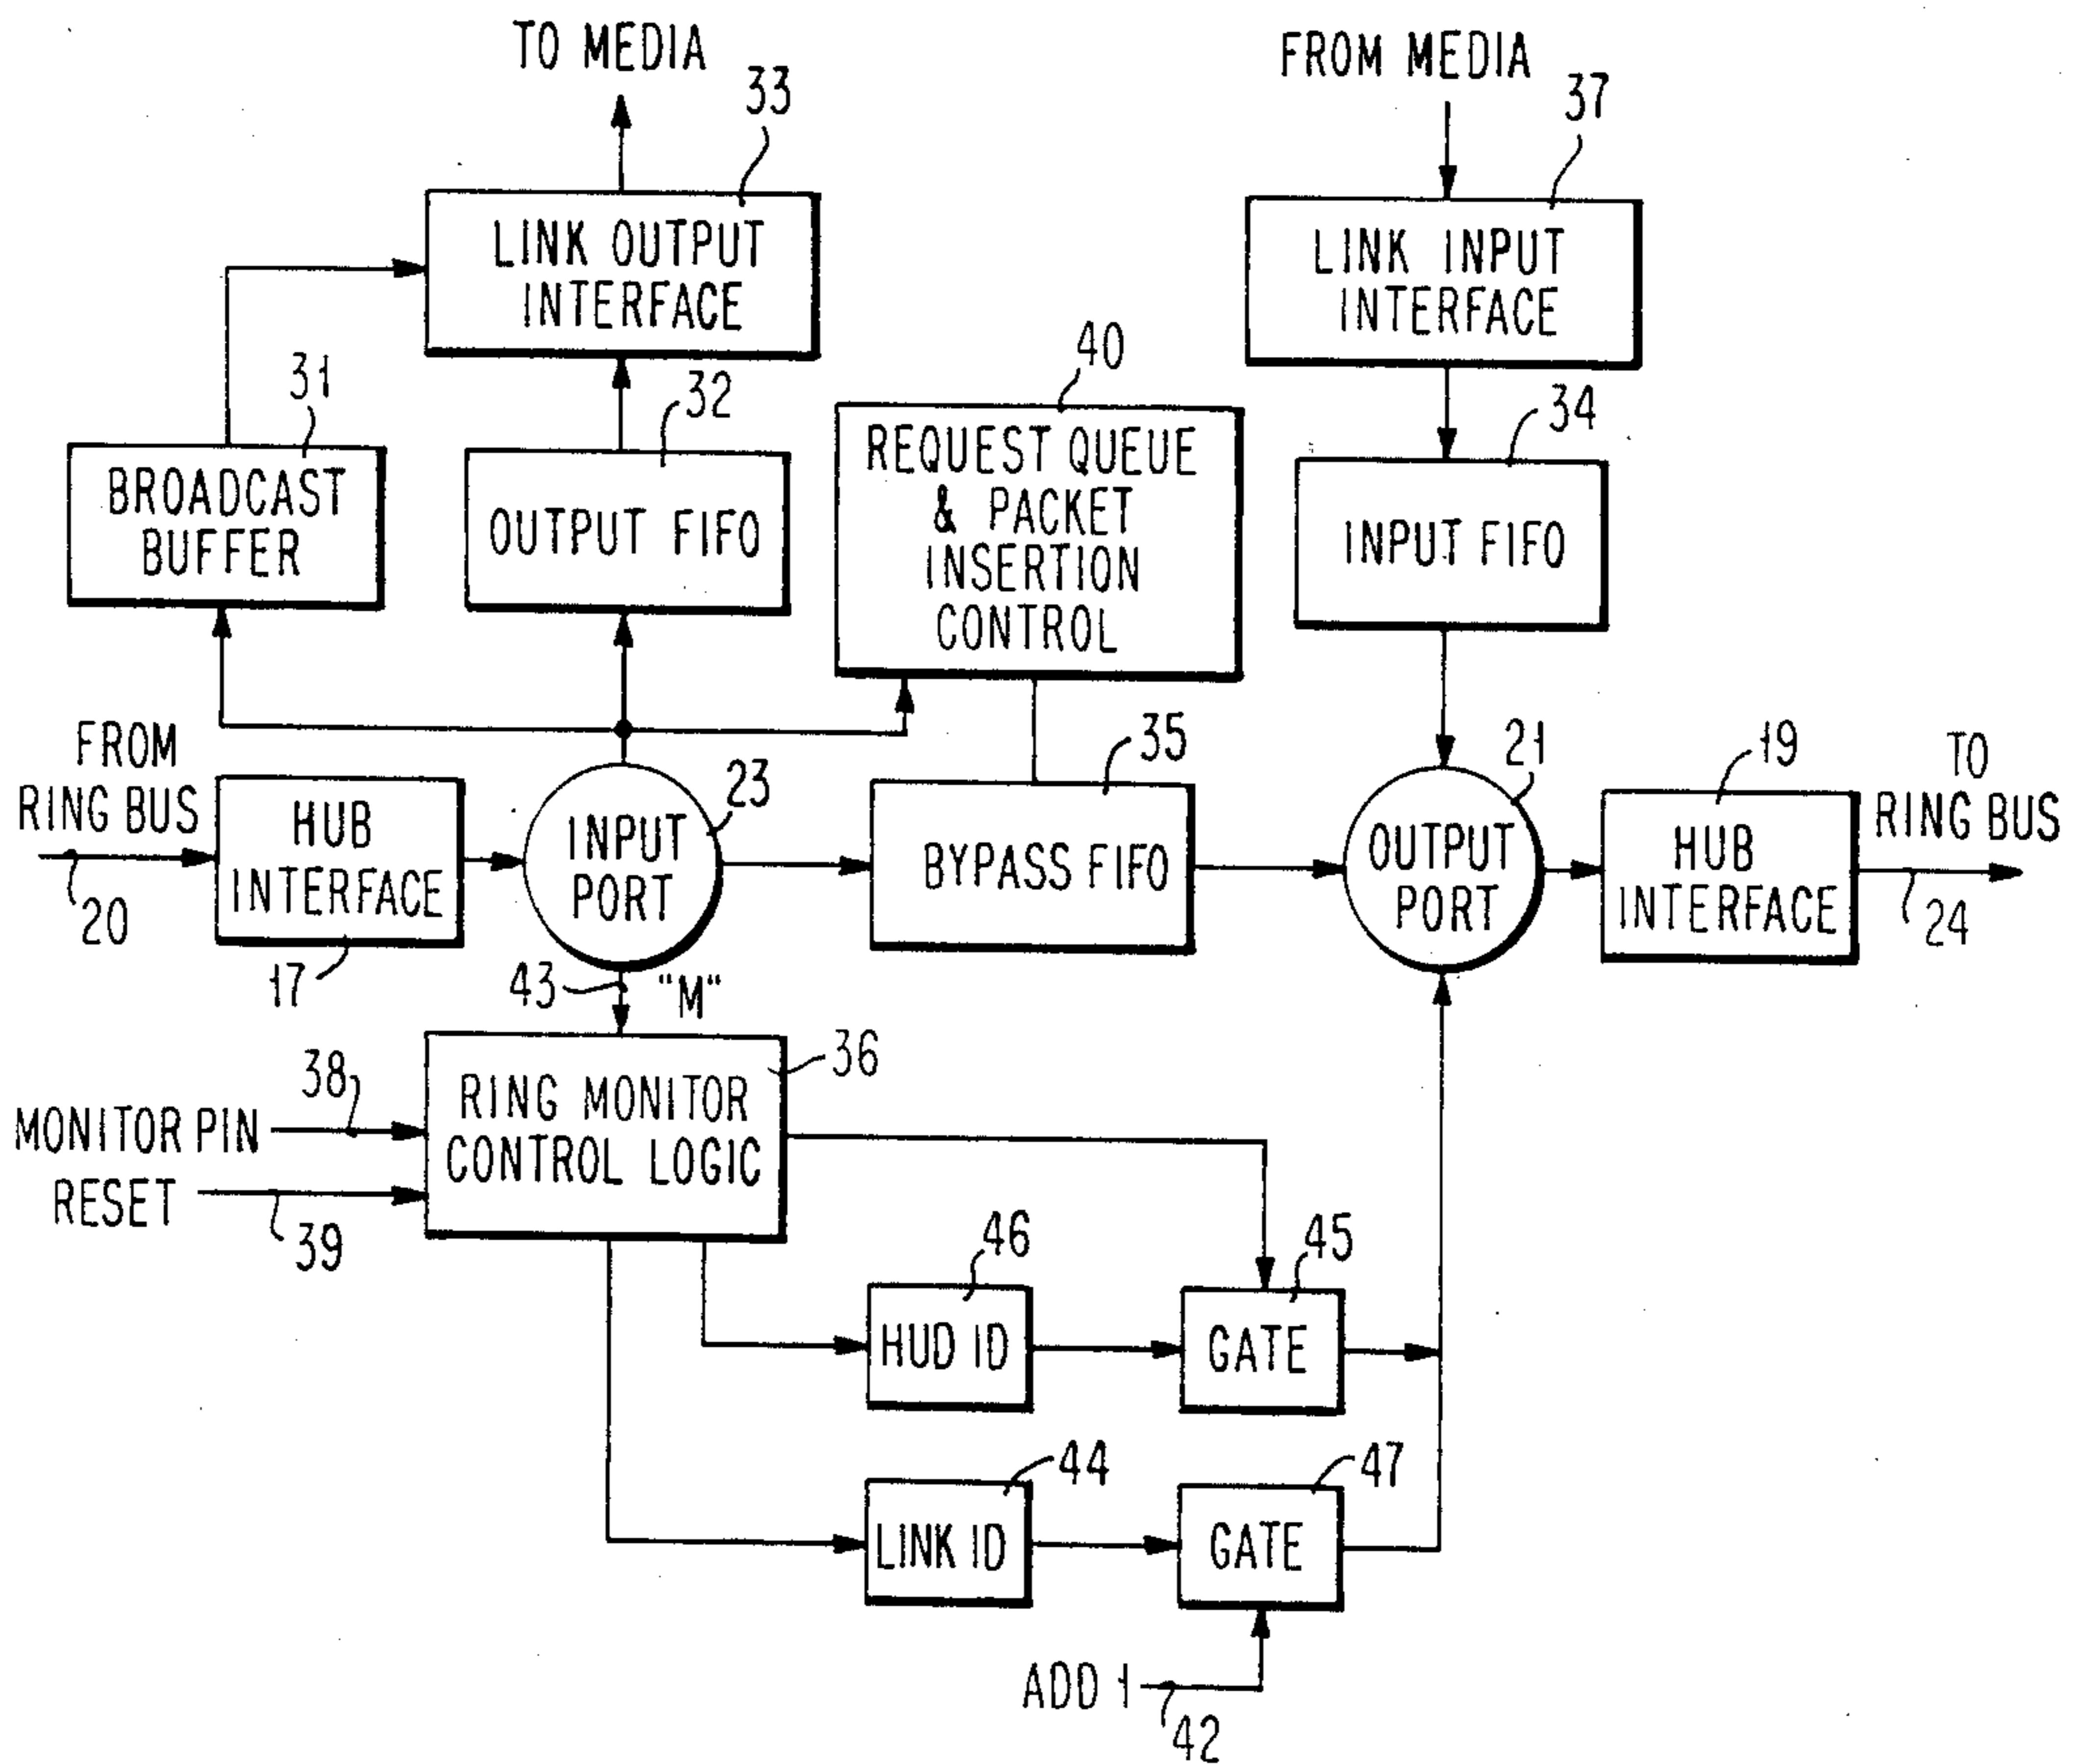 TO MEDIA
33
FROM MEDIA
37
LINK OUTPUT
INTERFACE
LINK INPUT
INTERFACE
31
32
40
34
BROADCAST
BUFFER
OUTPUT FIFO
REQUEST QUEUE
& PACKET
INSERTION
CONTROL
INPUT FIFO
FROM
RING BUS
20
HUB
INTERFACE
17
INPUT
PORT
23
35
BYPASS FIFO
21
OUTPUT
PORT
19
HUB
INTERFACE
TO
RING BUS
24
43
"M"
36
RING MONITOR
CONTROL LOGIC
38
MONITOR PIN
RESET
39
46
HUD ID
45
GATE
44
LINK ID
47
GATE
ADD 1
42